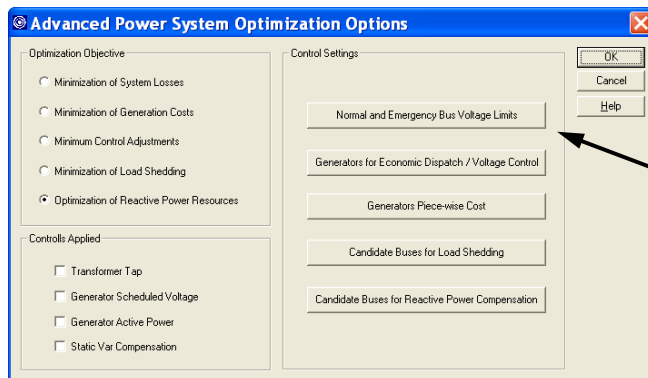 Advanced Power System Optimization Options
Optimization Objective
Minimization of System Losses
Minimization of Generation Costs
Minimum Control Adjustments
Minimization of Load Shedding
Optimization of Reactive Power Resources
Controlls Applied
Transformer Tap
Generator Scheduled Voltage
Generator Active Power
Static Var Compensation
Control Settings
Normal and Emergency Bus Voltage Limits
Generators for Economic Dispatch / Voltage Control
Generators Piece-wise Cost
Candidate Buses for Load Shedding
Candidate Buses for Reactive Power Compensation
OK
Cancel
Help